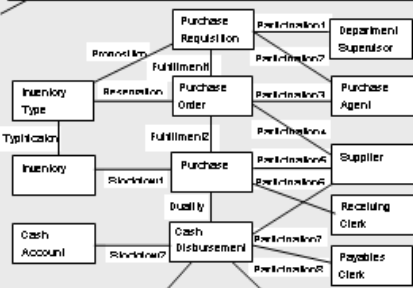 Purchase
Requisition
Participation1
Department
Supervisor
Participation2
Fulfillment1
Inventory
Type
Reservation
Purchase
Order
Participation3
Purchase
Agent
Participation4
Typification
Fulfillment2
Inventory
Stockflow1
Purchase
Participation5
Supplier
Participation6
Duality
Receiving
Clerk
Cash
Account
Stockflow2
Cash
Disbursement
Participation7
Participation8
Payables
Clerk